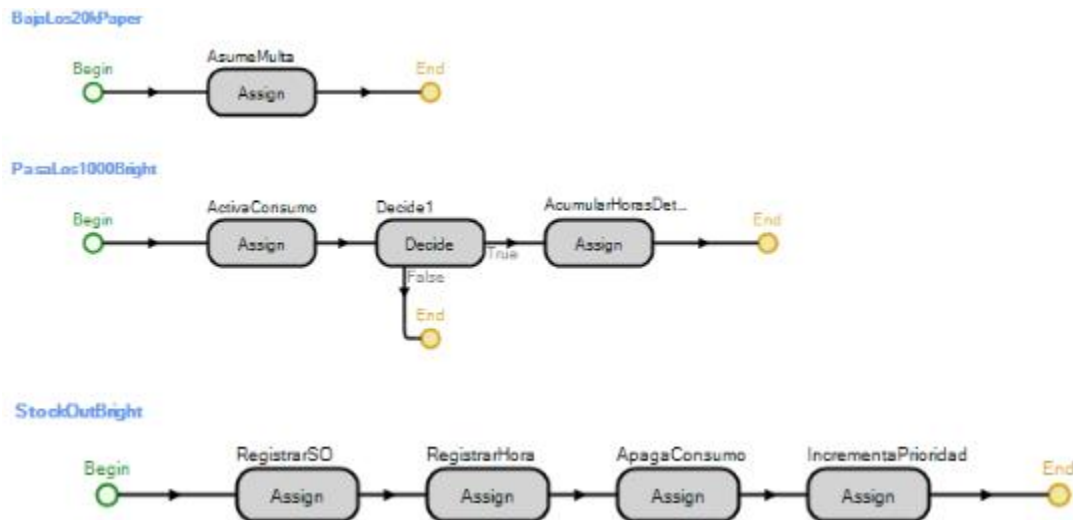 BajaLos20kPaper
AsumeMulta
Begin
End
Assign
PasaLos1000Bright
ActivaConsumo
Decide1
AcumularHorasDet...
Begin
End
Assign
Decide
Assign
True
False
End
StockOutBright
RegistrarSO
RegistrarHora
ApagaConsumo
IncrementaPrioridad
Begin
End
Assign
Assign
Assign
Assign